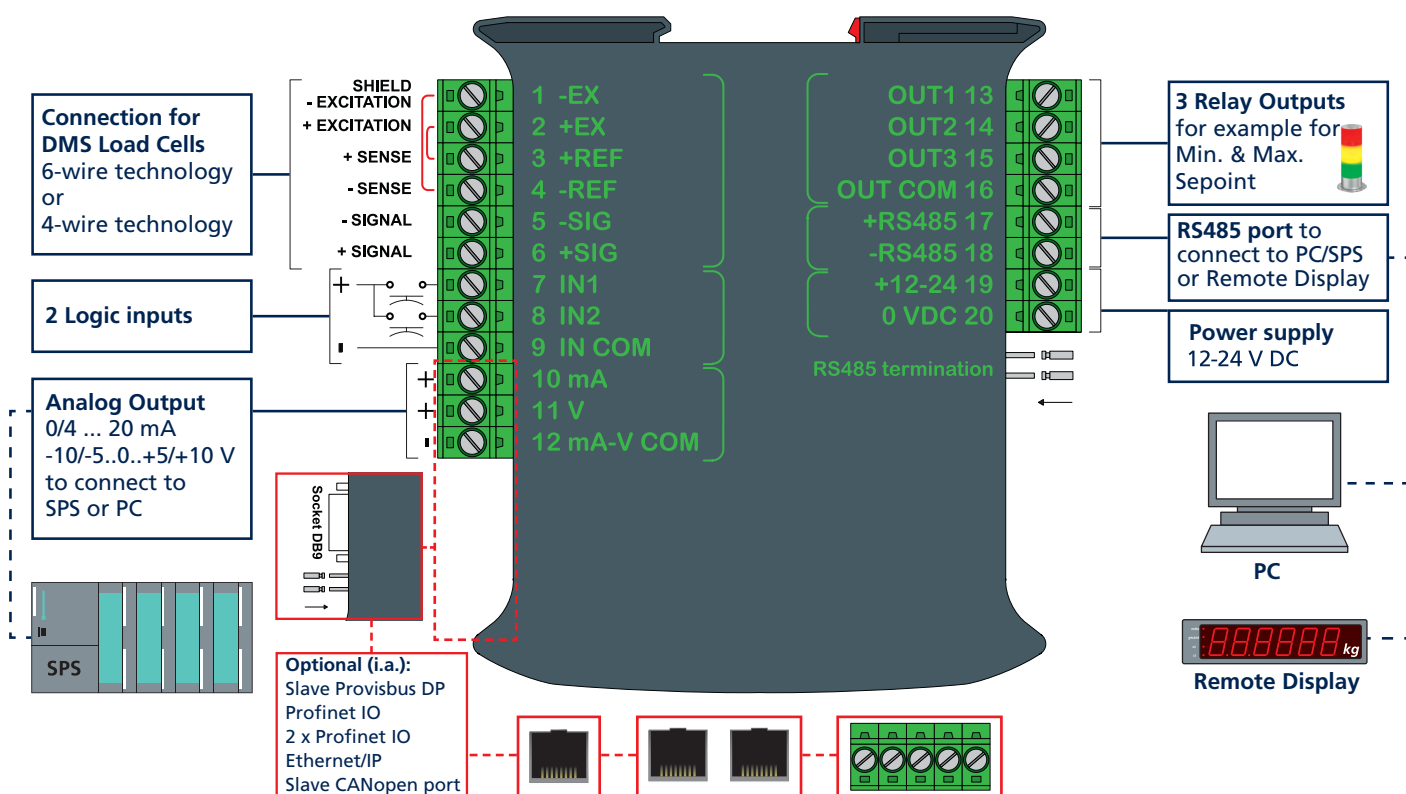 Connection for
DMS Load Cells
6-wire technology
or
4-wire technology
2 Logic inputs
Analog Output
0/4 ... 20 mA
-10/-5..0..+5/+10 V
to connect to
SPS or PC
SPS
SHIELD
- EXCITATION
+ EXCITATION
+ SENSE
- SENSE
- SIGNAL
+ SIGNAL
+
-
+
+
-
1 -EX
2 +EX
3 +REF
4 -REF
5 -SIG
6 +SIG
7 IN1
8 IN2
9 IN COM
10 mA
11 V
12 mA-V COM
OUT1 13
OUT2 14
OUT3 15
OUT COM 16
+RS485 17
-RS485 18
+12-24 19
0 VDC 20
RS485 termination
3 Relay Outputs
for example for
Min. & Max.
Sepoint
RS485 port to
connect to PC/SPS
or Remote Display
Power supply
12-24 V DC
PC
kg
Remote Display
Socket DB9
Optional (i.a.):
Slave Provisbus DP
Profinet IO
2 x Profinet IO
Ethernet/IP
Slave CANopen port